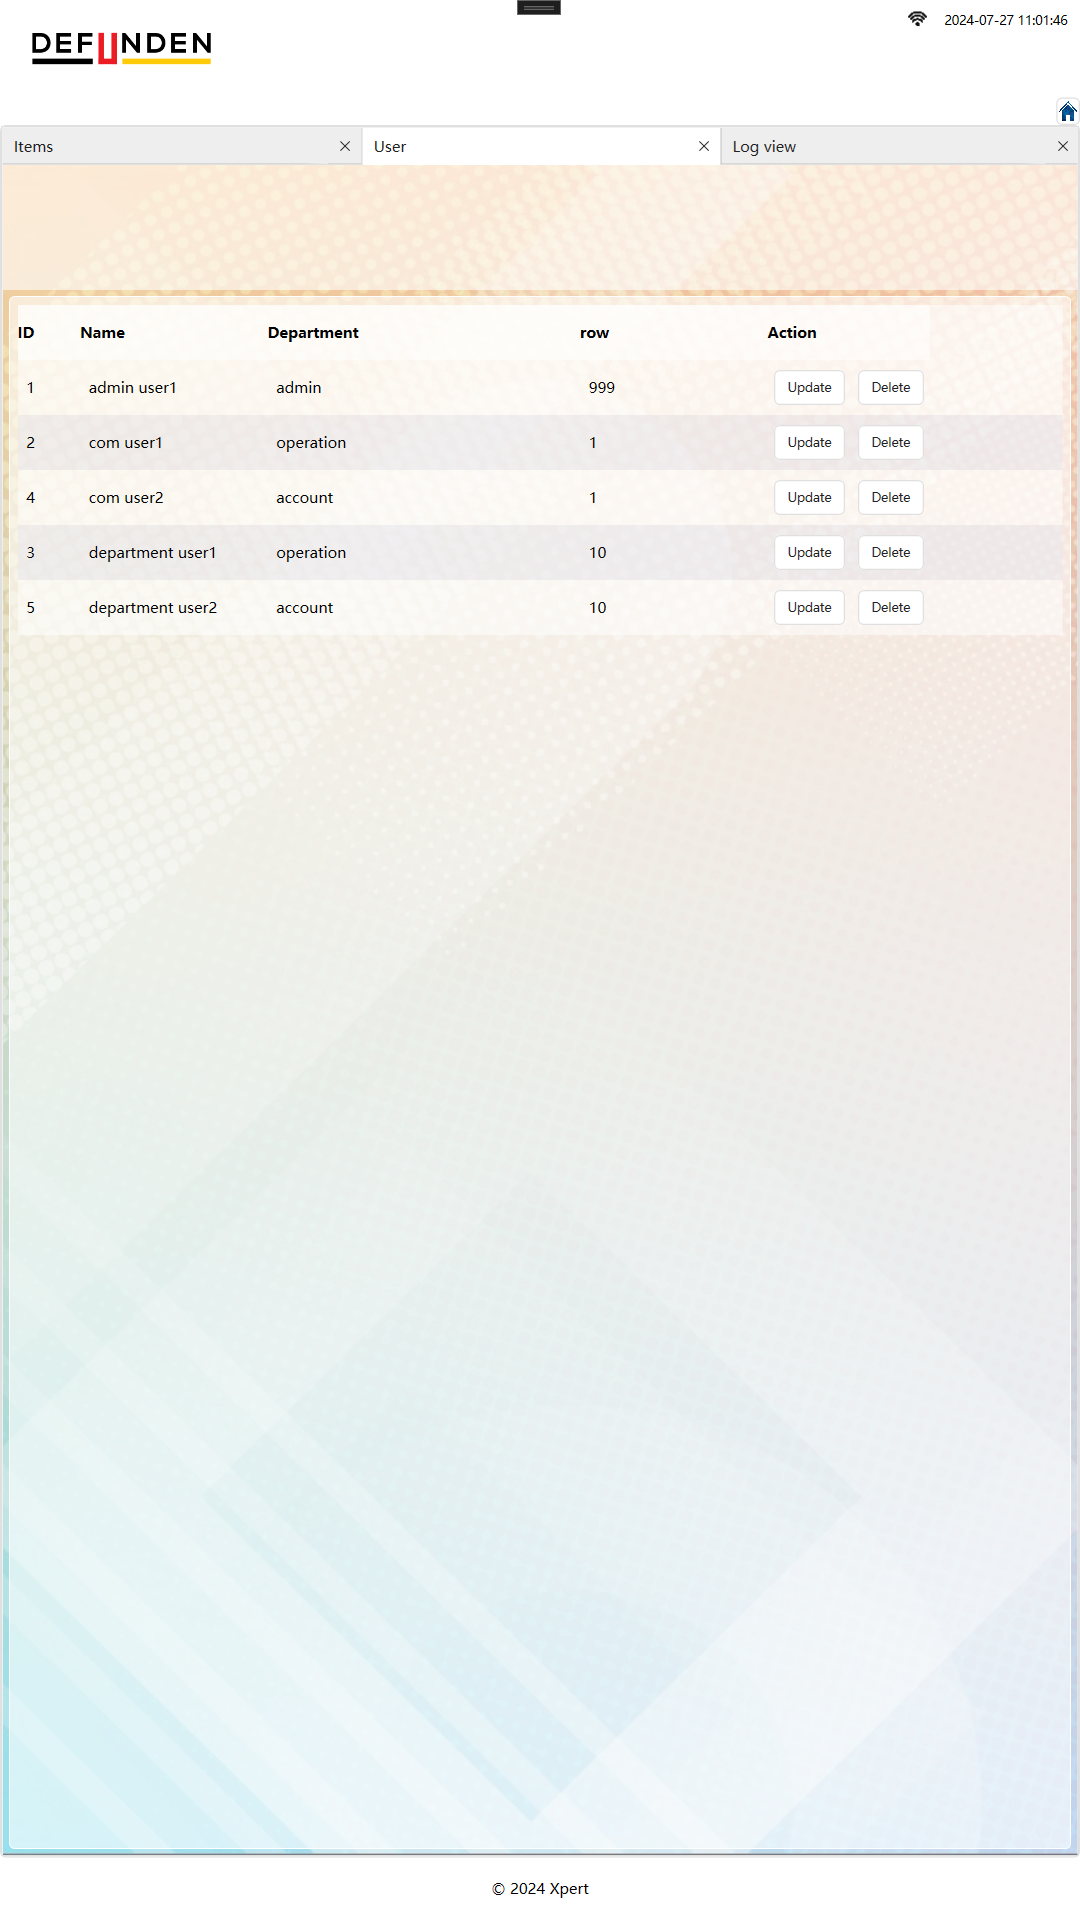 DEFUNDEN
2024-07-27 11:01:46
Items
User
Log view
ID Name Department row Action
1 admin user1 admin 999 Update Delete
2 com user1 operation 1 Update Delete
4 com user2 account 1 Update Delete
3 department user1 operation 10 Update Delete
5 department user2 account 10 Update Delete
© 2024 Xpert